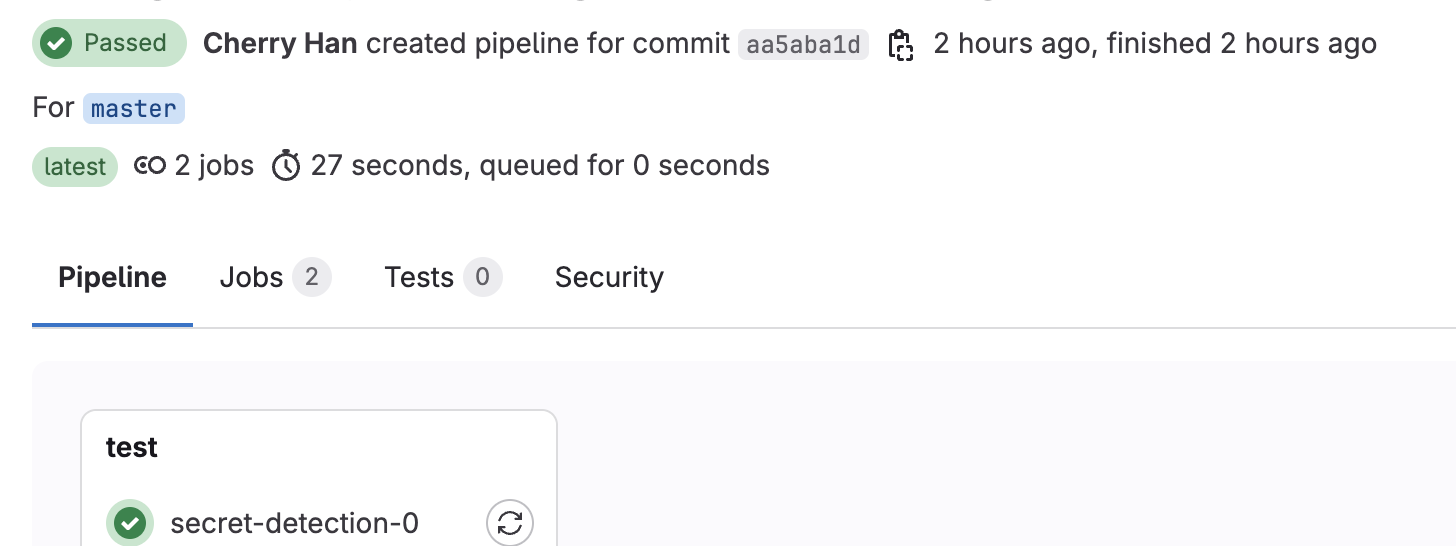 Passed Cherry Han created pipeline for commit aa5aba1d 2 hours ago, finished 2 hours ago
For master
latest 2 jobs 27 seconds, queued for 0 seconds
Pipeline Jobs 2 Tests 0 Security
test
secret-detection-0